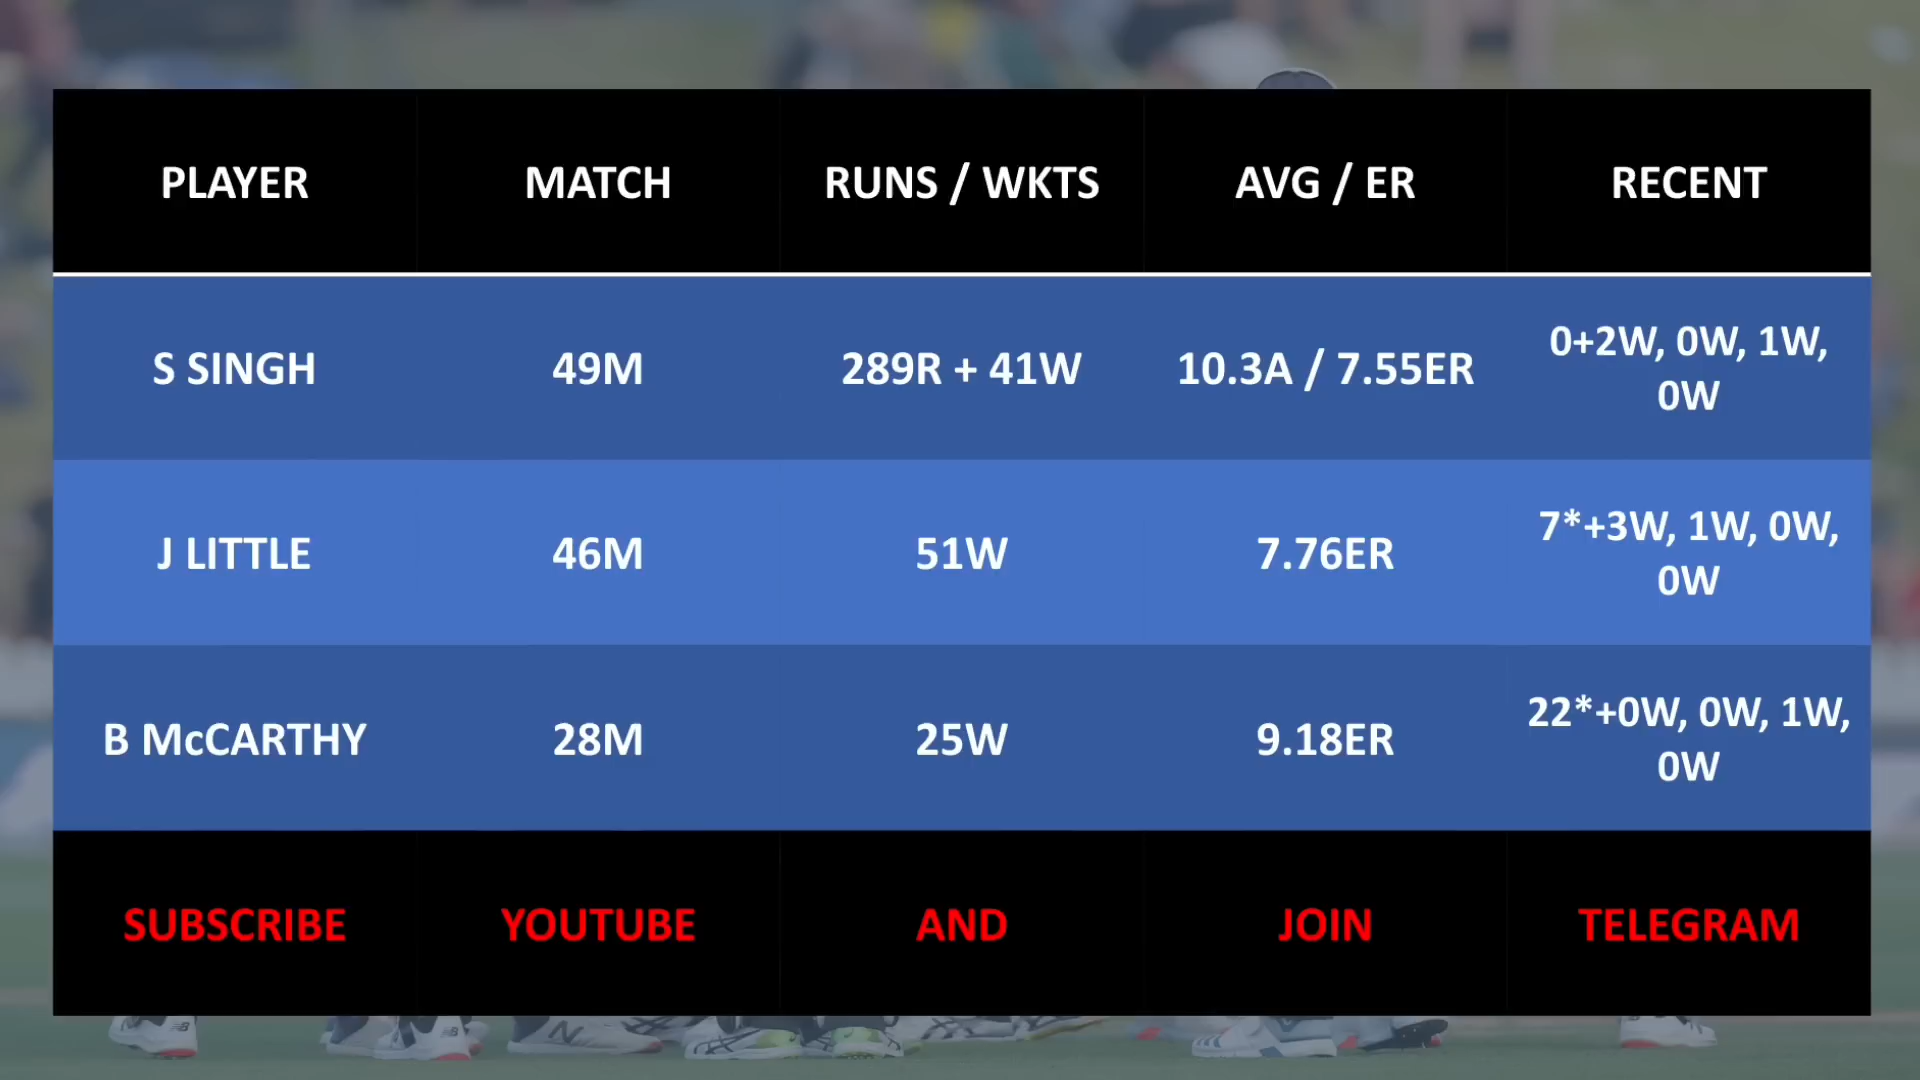 PLAYER MATCH RUNS / WKTS AVG / ER RECENT
S SINGH 49M 289R + 41W 10.3A / 7.55ER 0+2W, 0W, 1W,
0W
J LITTLE 46M 51W 7.76ER 7*+3W, 1W, 0W,
0W
B McCARTHY 28M 25W 9.18ER 22*+0W, 0W, 1W,
0W
SUBSCRIBE YOUTUBE AND JOIN TELEGRAM